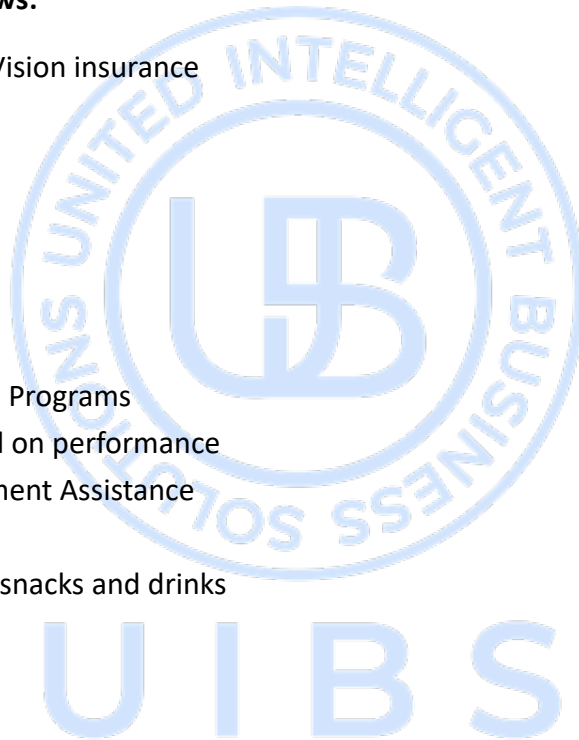 ws:
Vision insurance
Programs
d on performance
ment Assistance
snacks and drinks
UNITED INTELLIGENT BUSINESS SOLUTIONS
UB
UIBS